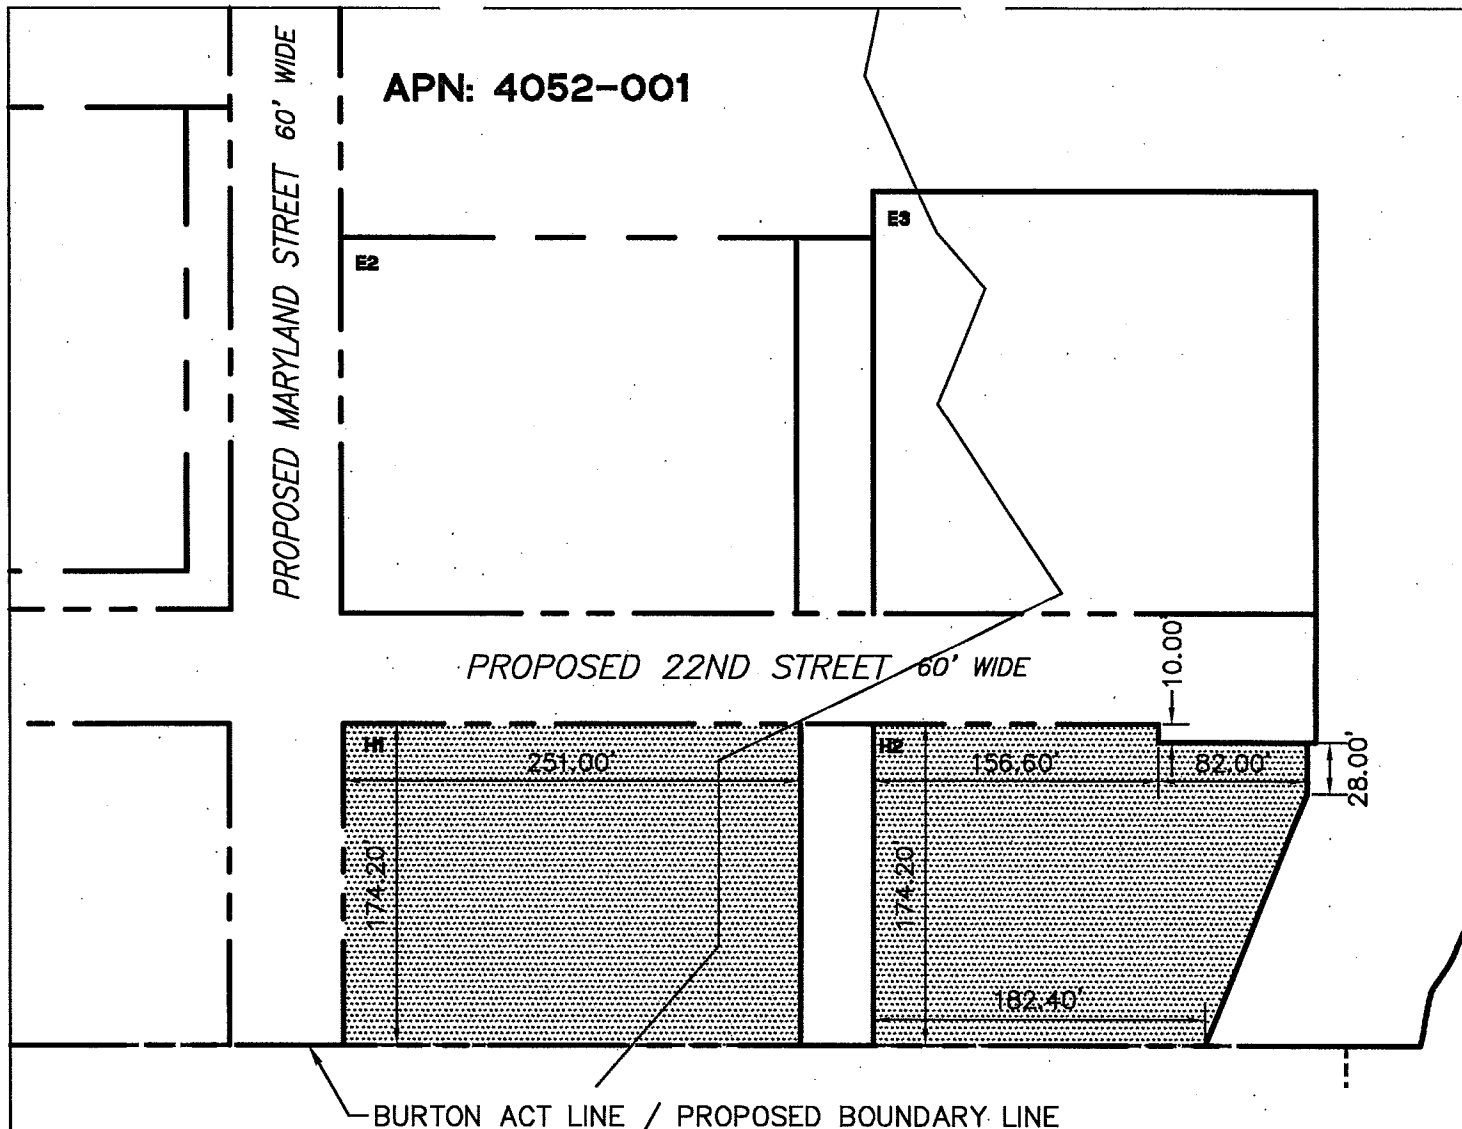 APN: 4052-001
PROPOSED MARYLAND STREET 60' WIDE
E3
E2
PROPOSED 22ND STREET 60' WIDE
10.00'
H1
H2
251.00'
156.60'
82.00'
28.00'
174.20'
174.20'
182.40'
BURTON ACT LINE / PROPOSED BOUNDARY LINE